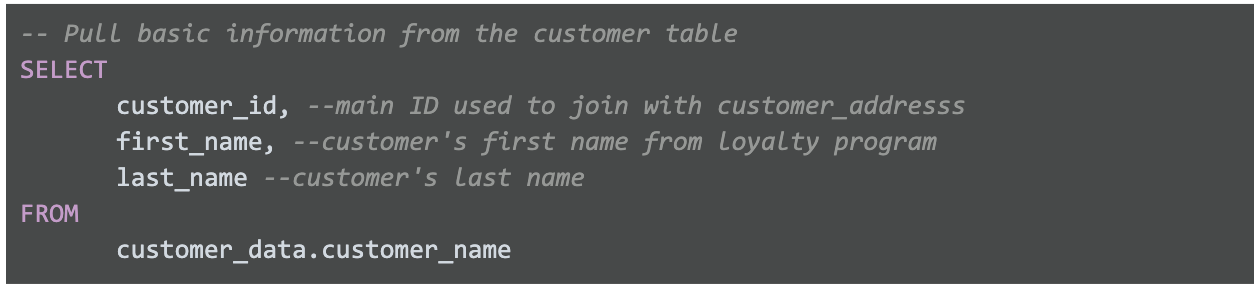 -- Pull basic information from the customer table
SELECT
customer_id, --main ID used to join with customer_addresss
first_name, --customer's first name from loyalty program
last_name --customer's last name
FROM
customer_data.customer_name